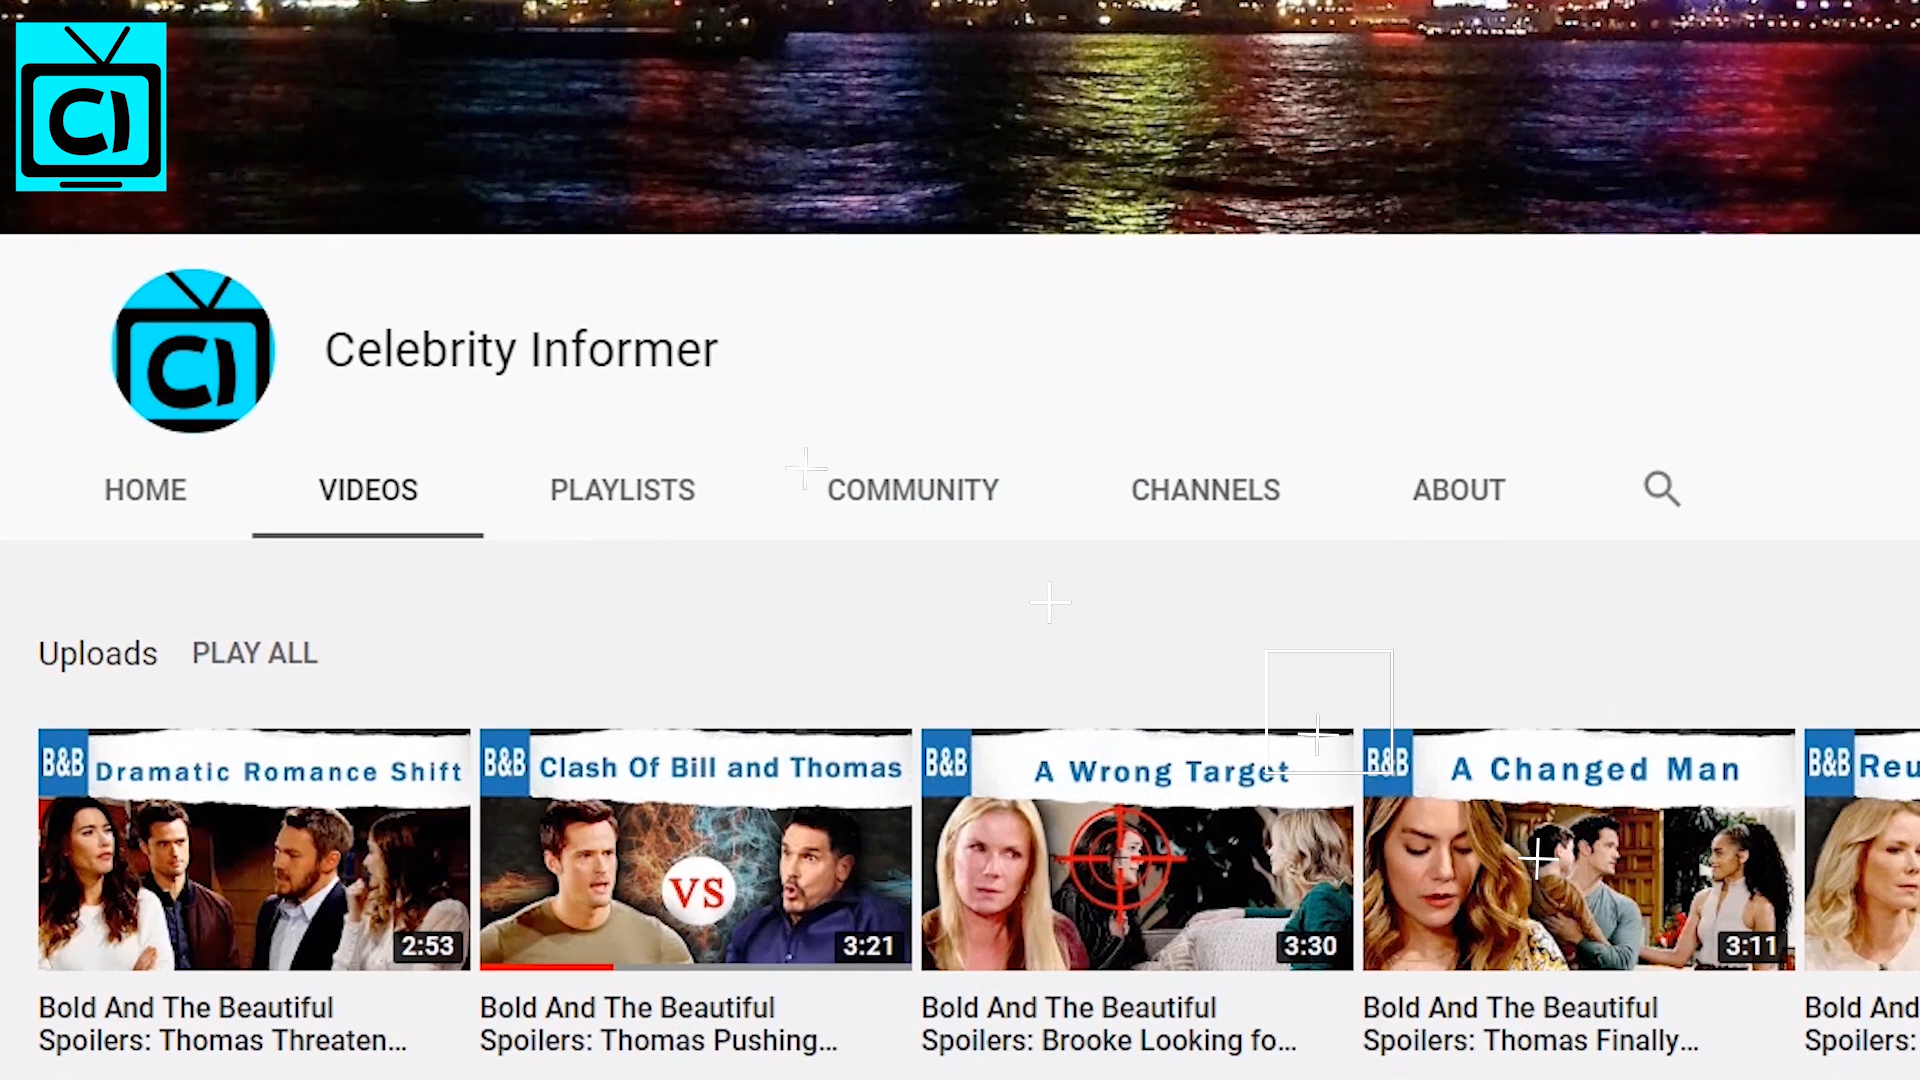 CI
CI
Celebrity Informer
HOME VIDEOS PLAYLISTS COMMUNITY CHANNELS ABOUT
Uploads PLAY ALL
B&B Dramatic Romance Shift
2:53
B&B Clash Of Bill and Thomas
VS
3:21
B&B A Wrong Target
3:30
B&B A Changed Man
3:11
B&B Reu
Bold And The Beautiful
Spoilers: Thomas Threaten...
Bold And The Beautiful
Spoilers: Thomas Pushing...
Bold And The Beautiful
Spoilers: Brooke Looking fo...
Bold And The Beautiful
Spoilers: Thomas Finally...
Bold And
Spoilers: